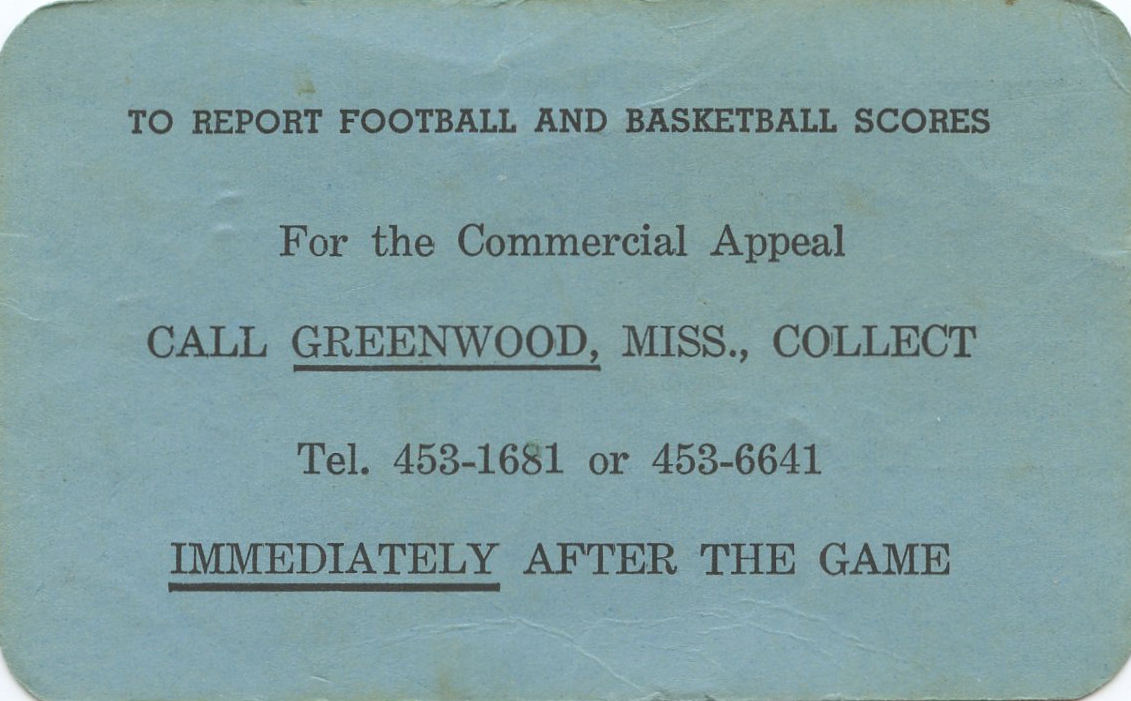 TO REPORT FOOTBALL AND BASKETBALL SCORES
For the Commercial Appeal
CALL GREENWOOD, MISS., COLLECT
Tel. 453-1681 or 453-6641
IMMEDIATELY AFTER THE GAME